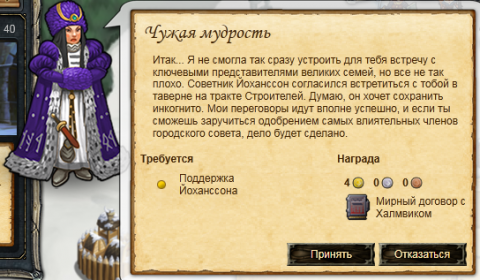 40
Чужая мудрость
Итак... Я не смогла так сразу устроить для тебя встречу с
ключевыми представителями великих семей, но все не так
плохо. Советник Йоханссон согласился встретиться с тобой в
таверне на тракте Строителей. Думаю, он хочет сохранить
инкогнито. Мои переговоры идут вполне успешно, и если ты
сможешь заручиться одобрением самых влиятельных членов
городского совета, дело будет сделано.
Требуется
Поддержка
Йоханссона
Награда
4 0 0
Мирный договор с
Халмвиком
Принять
Отказаться